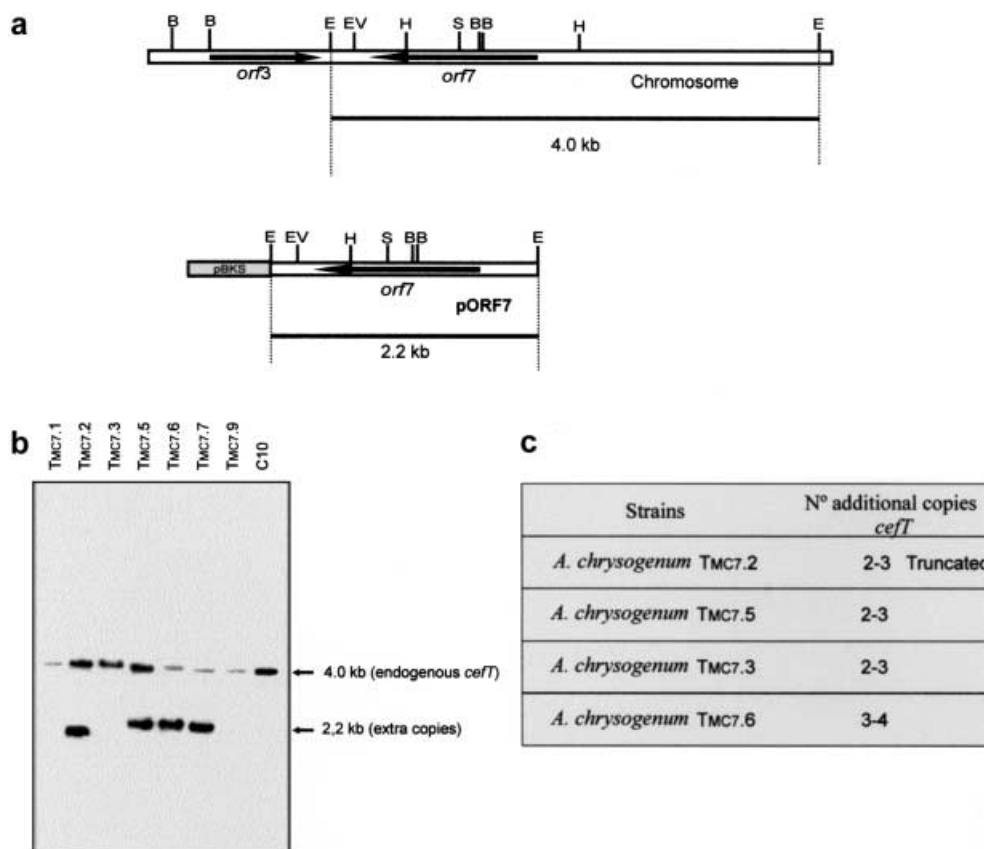 a
B B E EV H S BB H E
orf3 orf7 Chromosome
4.0 kb
E EV H S BB E
pBKS
orf7
pORF7
2.2 kb
b
TMC7.1 TMC7.2 TMC7.3 TMC7.5 TMC7.6 TMC7.7 TMC7.9 C10
4.0 kb (endogenous cefT)
2,2 kb (extra copies)
c
Strains Nº additional copies
cefT
A. chrysogenum TMC7.2 2-3 Truncated
A. chrysogenum TMC7.5 2-3
A. chrysogenum TMC7.3 2-3
A. chrysogenum TMC7.6 3-4